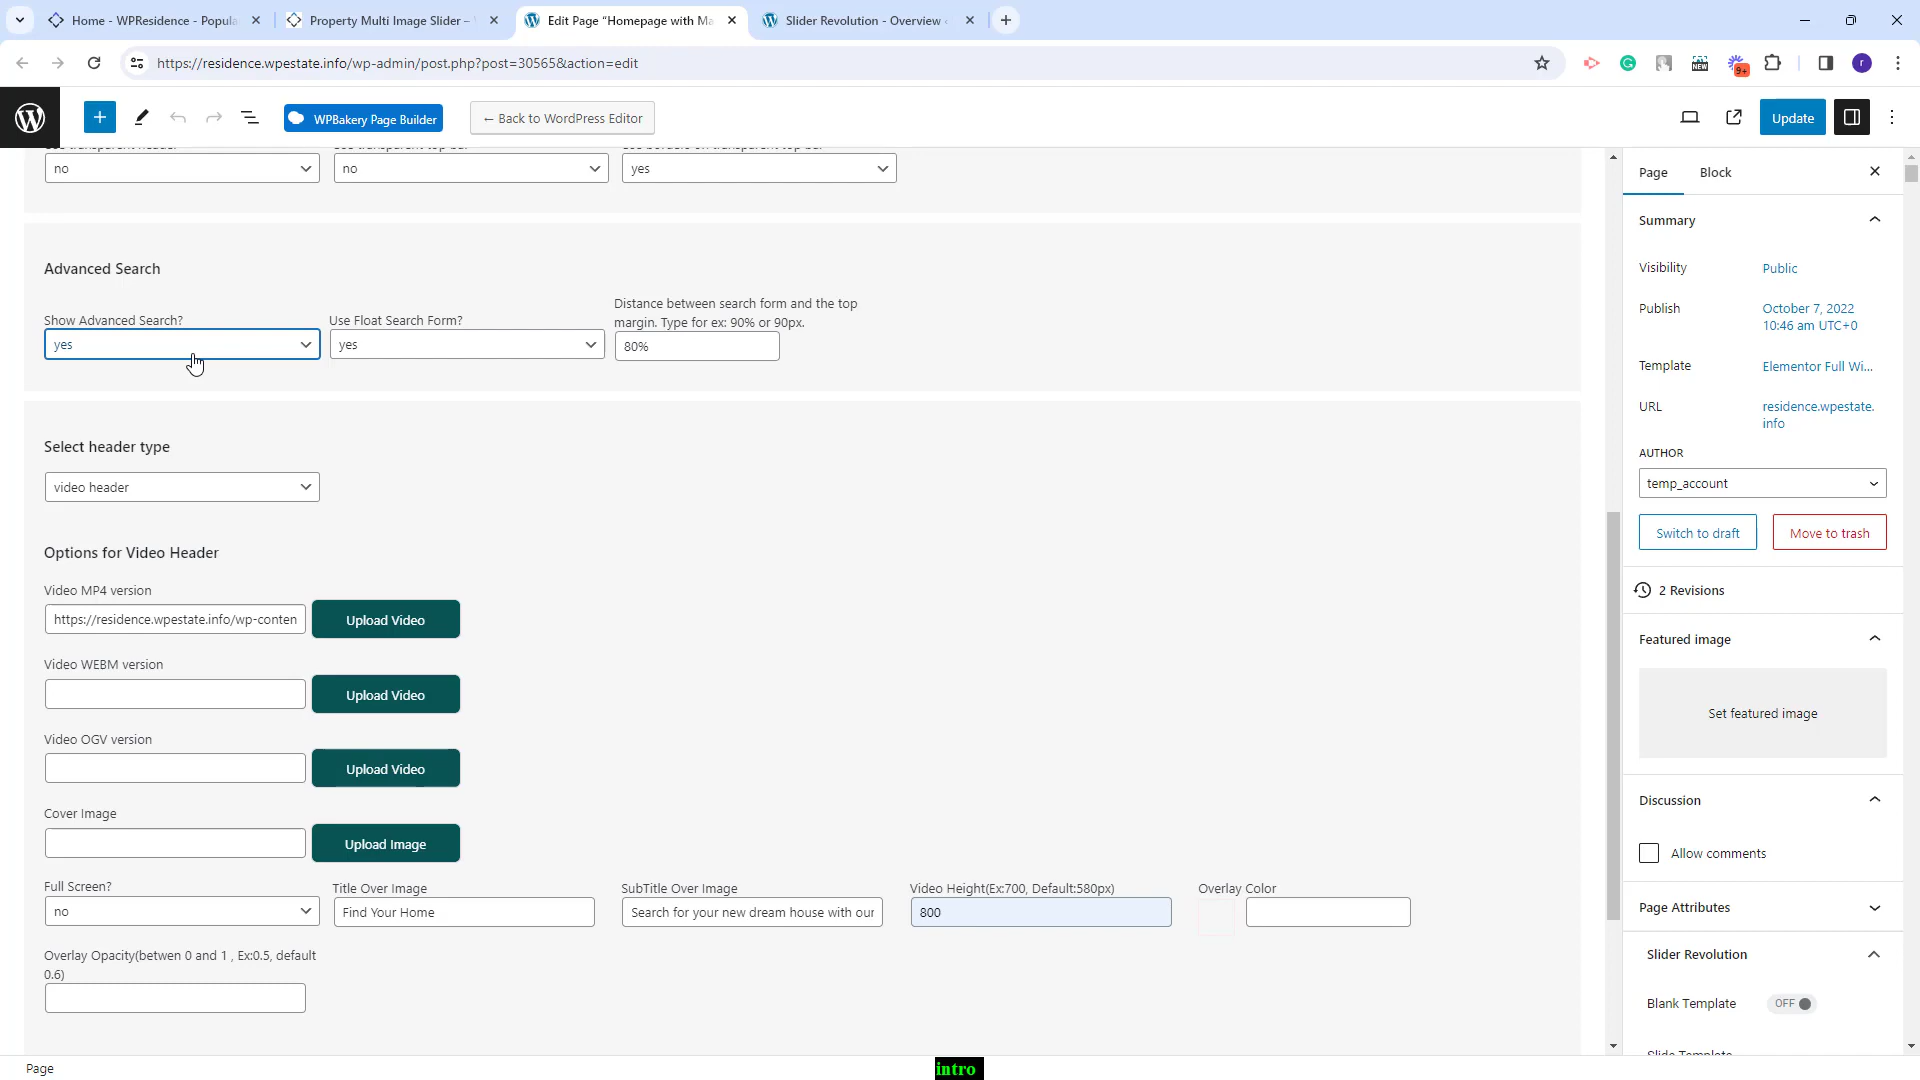 Home - WPResidence - Popula
Property Multi Image Slider –
Edit Page “Homepage with Ma
Slider Revolution - Overview
https://residence.wpestate.info/wp-admin/post.php?post=30565&action=edit
NEW
9+
r
WPBakery Page Builder
← Back to WordPress Editor
Update
no
no
yes
Page
Block
Summary
Advanced Search
Visibility
Public
Show Advanced Search?
Use Float Search Form?
Distance between search form and the top
margin. Type for ex: 90% or 90px.
yes
yes
80%
Publish
October 7, 2022
10:46 am UTC+0
Template
Elementor Full Wi...
URL
residence.wpestate.
info
Select header type
video header
AUTHOR
temp_account
Switch to draft
Move to trash
Options for Video Header
Video MP4 version
https://residence.wpestate.info/wp-conten
Upload Video
2 Revisions
Featured image
Set featured image
Video WEBM version
Upload Video
Video OGV version
Upload Video
Cover Image
Upload Image
Discussion
Allow comments
Full Screen?
Title Over Image
SubTitle Over Image
Video Height(Ex:700, Default:580px)
Overlay Color
no
Find Your Home
Search for your new dream house with our
800
Page Attributes
Overlay Opacity(betwen 0 and 1 , Ex:0.5, default
0.6)
Slider Revolution
Blank Template
OFF
Slide Template
Page
intro